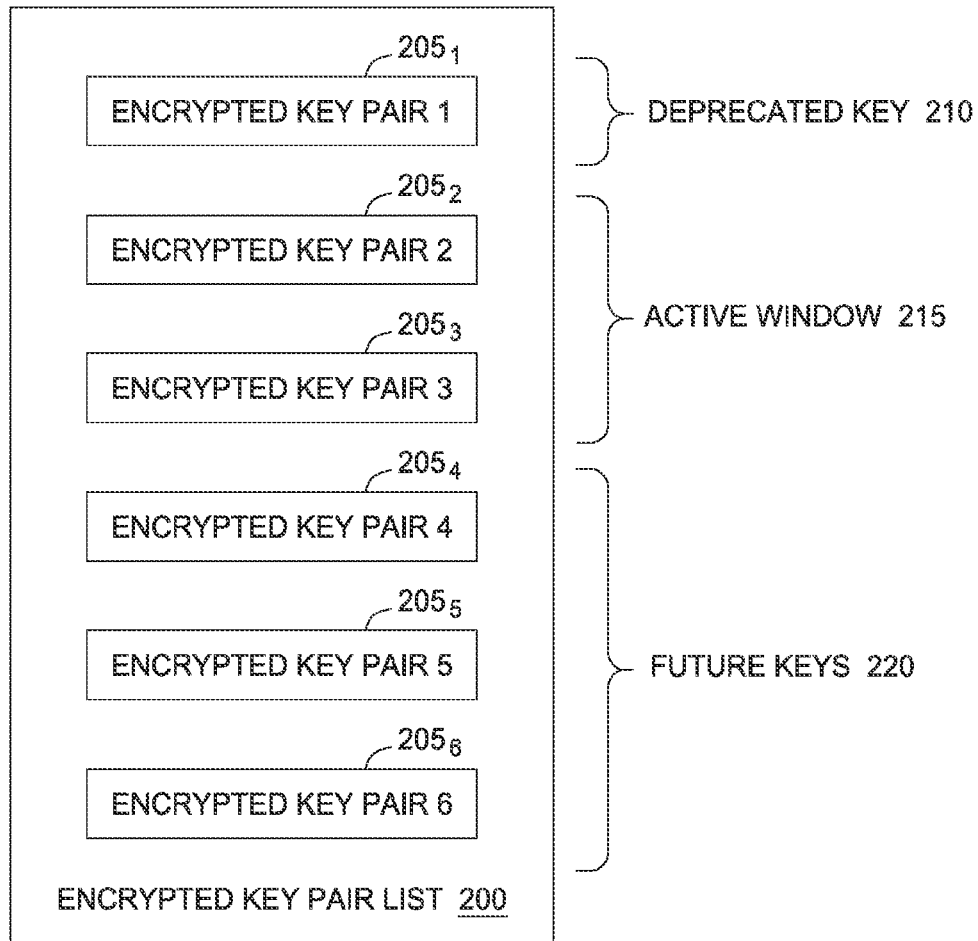 205₁
ENCRYPTED KEY PAIR 1
DEPRECATED KEY 210
205₂
ENCRYPTED KEY PAIR 2
ACTIVE WINDOW 215
205₃
ENCRYPTED KEY PAIR 3
205₄
ENCRYPTED KEY PAIR 4
205₅
ENCRYPTED KEY PAIR 5
FUTURE KEYS 220
205₆
ENCRYPTED KEY PAIR 6
ENCRYPTED KEY PAIR LIST 200